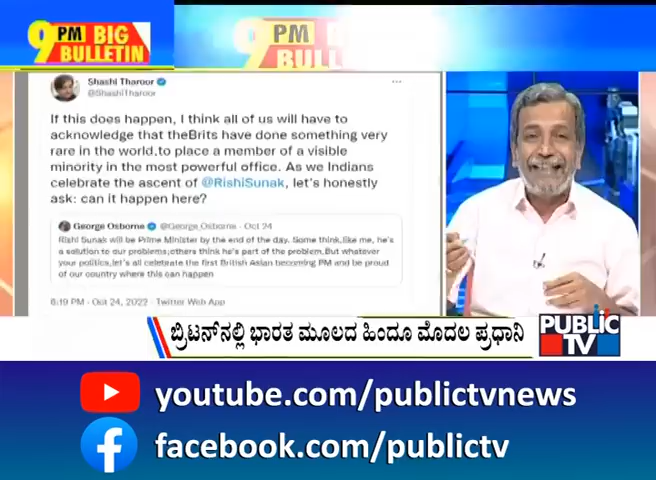 9 PM BIG
BULLETIN
9 PM BIG
BULL
Shashi Tharoor
@ShashiTharoor
If this does happen, I think all of us will have to
acknowledge that theBrits have done something very
rare in the world,to place a member of a visible
minority in the most powerful office. As we Indians
celebrate the ascent of @RishiSunak, let's honestly
ask: can it happen here?
George Osborne @George_Osborne · Oct 24
Rishi Sunak will be Prime Minister by the end of the day. Some think,like me, he's
a solution to our problems;others think he's part of the problem.But whatever
your politics,let's all celebrate the first British Asian becoming PM and be proud
of our country where this can happen
6:19 PM · Oct 24, 2022 · Twitter Web App
ಬ್ರಿಟನ್‌ನಲ್ಲಿ ಭಾರತ ಮೂಲದ ಹಿಂದೂ ಮೊದಲ ಪ್ರಧಾನಿ
PUBLiC
TV
youtube.com/publictvnews
facebook.com/publictv